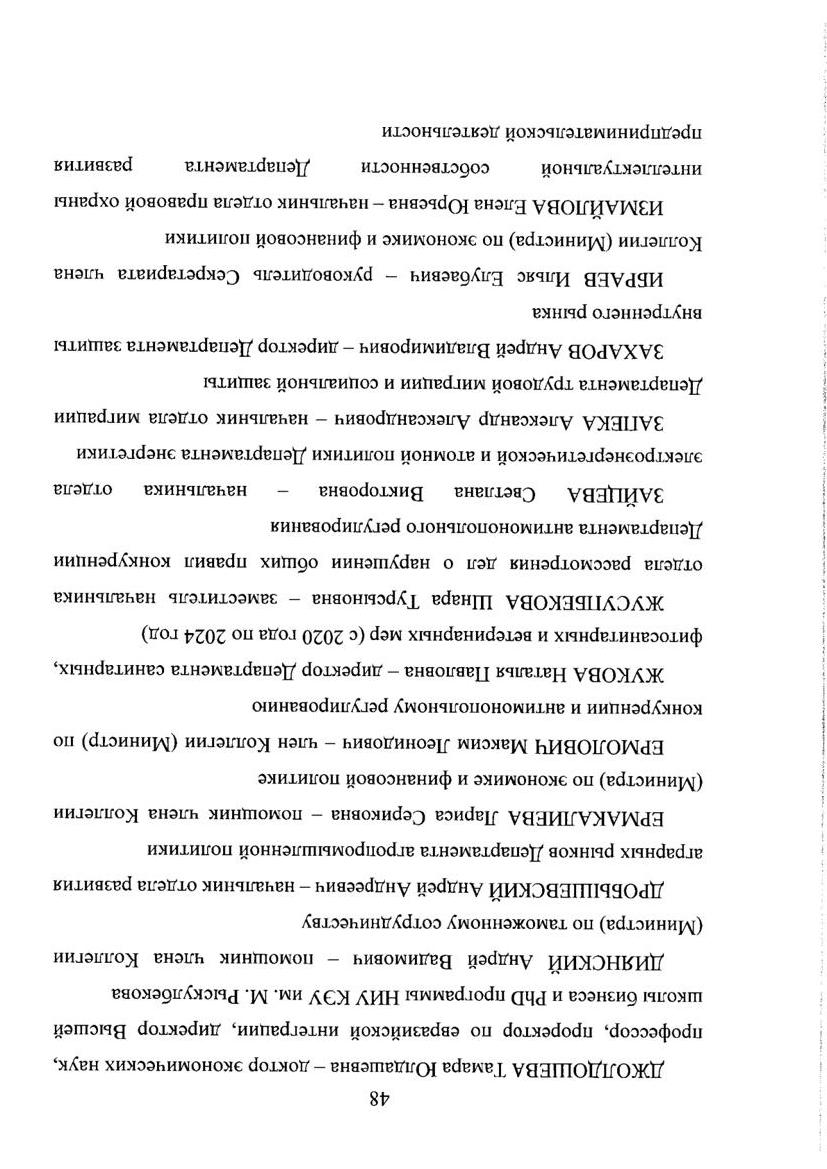 48
ДЖОЛДОШЕВА Тамара Юлдашевна – доктор экономических наук,
профессор, проректор по евразийской интеграции, директор Высшей
школы бизнеса и PhD программы НИУ КЭУ им. М. Рыскулбекова
ДИЯНСКИЙ Андрей Вадимович – помощник члена Коллегии
(Министра) по таможенному сотрудничеству
ДРОБЫШЕВСКИЙ Андрей Андреевич – начальник отдела развития
аграрных рынков Департамента агропромышленной политики
ЕРМАКАЛИЕВА Лариса Сериковна – помощник члена Коллегии
(Министра) по экономике и финансовой политике
ЕРМОЛОВИЧ Максим Леонидович – член Коллегии (Министр) по
конкуренции и антимонопольному регулированию
ЖУКОВА Наталья Павловна – директор Департамента санитарных,
фитосанитарных и ветеринарных мер (с 2020 года по 2024 год)
ЖУСУПБЕКОВА Шнара Турсыновна – заместитель начальника
отдела рассмотрения дел о нарушении общих правил конкуренции
Департамента антимонопольного регулирования
ЗАЙЦЕВА Светлана Викторовна – начальника отдела
электроэнергетической и атомной политики Департамента энергетики
ЗАПЕКА Александр Александрович – начальник отдела миграции
Департамента трудовой миграции и социальной защиты
ЗАХАРОВ Андрей Владимирович – директор Департамента защиты
внутреннего рынка
ИБРАЕВ Ильяс Елубаевич – руководитель Секретариата члена
Коллегии (Министра) по экономике и финансовой политики
ИЗМАЙЛОВА Елена Юрьевна – начальник отдела правовой охраны
интеллектуальной собственности Департамента развития
предпринимательской деятельности